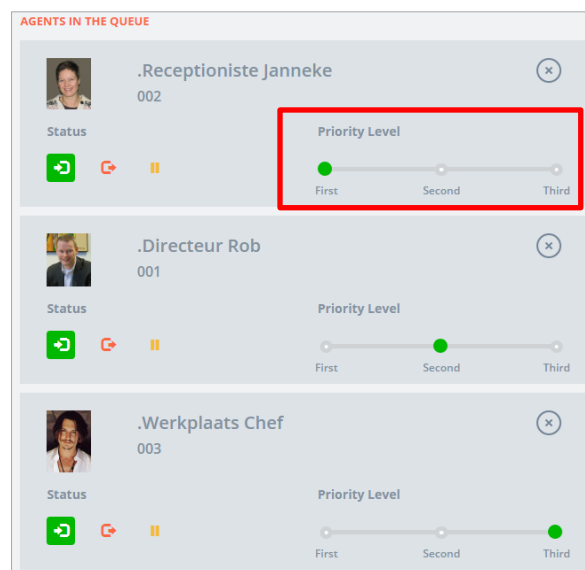 AGENTS IN THE QUEUE
.Receptioniste Janneke
002
Status Priority Level
First Second Third
.Directeur Rob
001
Status Priority Level
First Second Third
.Werkplaats Chef
003
Status Priority Level
First Second Third